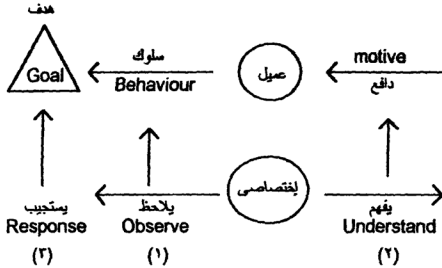 هدف
Goal
سلوك
Behaviour
عميل
motive
دافع
إختصاصى
يستجيب
Response
(٣)
يلاحظ
Observe
(١)
يفهم
Understand
(٢)